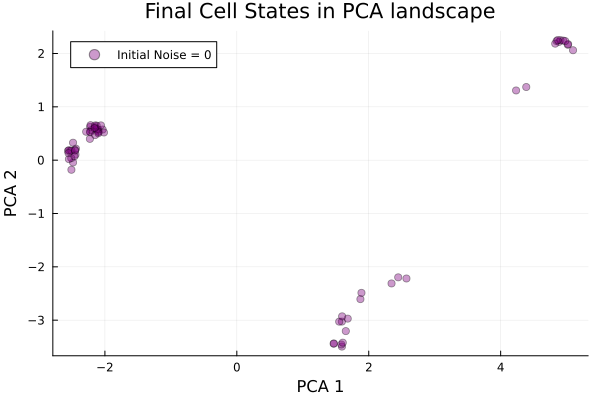 Final Cell States in PCA landscape
Initial Noise = 0
2
1
0
−1
−2
−3
PCA 2
−2
0
2
4
PCA 1